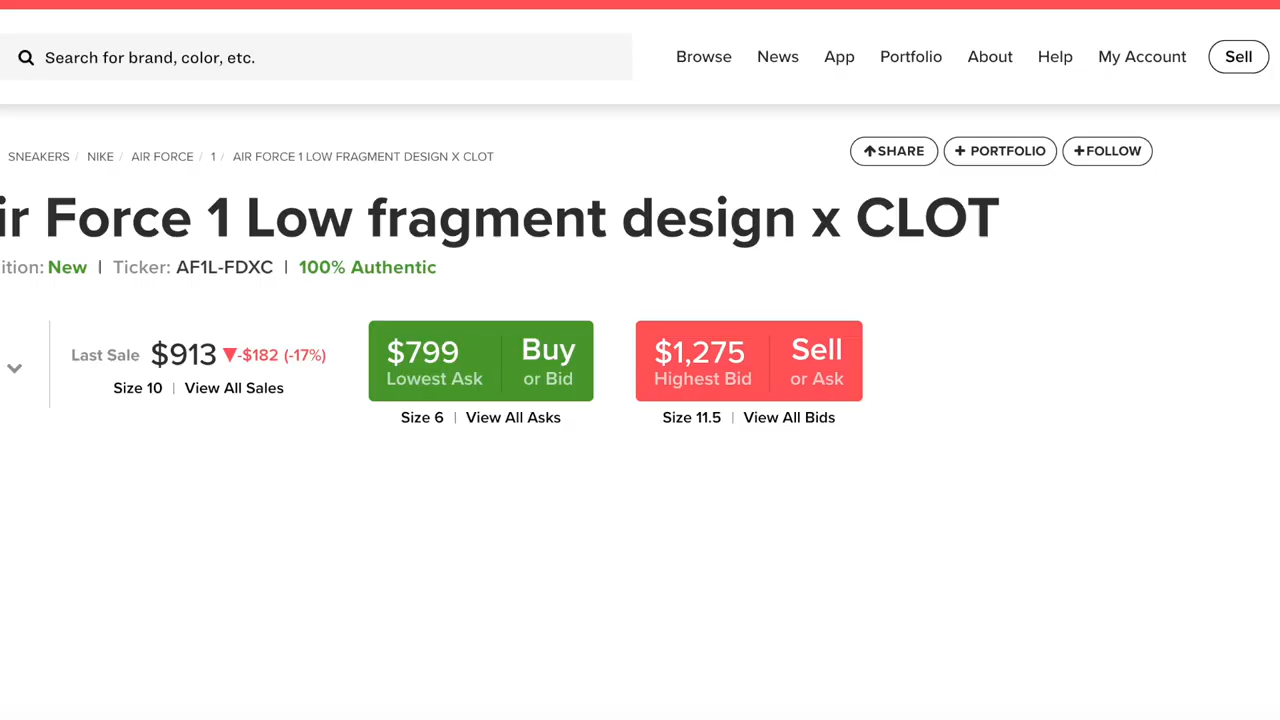 Search for brand, color, etc.
Browse News App Portfolio About Help My Account Sell
SNEAKERS / NIKE / AIR FORCE / 1 / AIR FORCE 1 LOW FRAGMENT DESIGN X CLOT
SHARE + PORTFOLIO +FOLLOW
ir Force 1 Low fragment design x CLOT
ition: New | Ticker: AF1L-FDXC | 100% Authentic
Last Sale $913 ▼-$182 (-17%)
Size 10 | View All Sales
$799 Buy
Lowest Ask or Bid
Size 6 | View All Asks
$1,275 Sell
Highest Bid or Ask
Size 11.5 | View All Bids